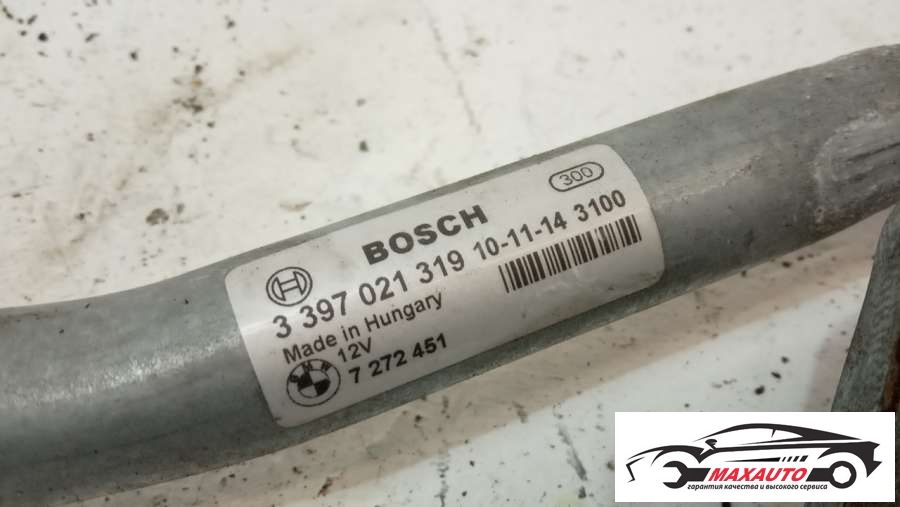 300
BOSCH
3 397 021 319 10-11-14 3100
Made in Hungary
12V
BMW
7 272 451
MAXAUTO
гарантия качества и высокого сервиса